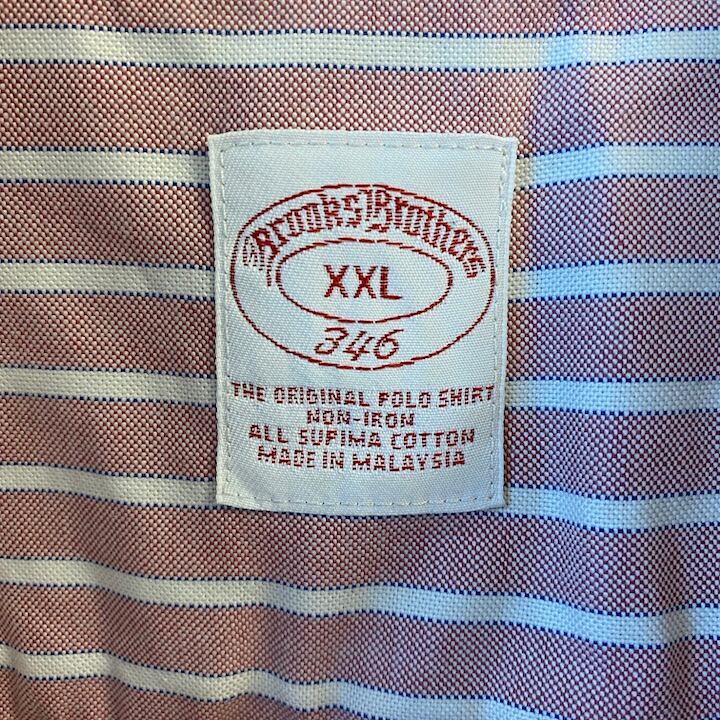 Brooks Brothers
XXL
346
THE ORIGINAL POLO SHIRT
NON-IRON
ALL SUPIMA COTTON
MADE IN MALAYSIA